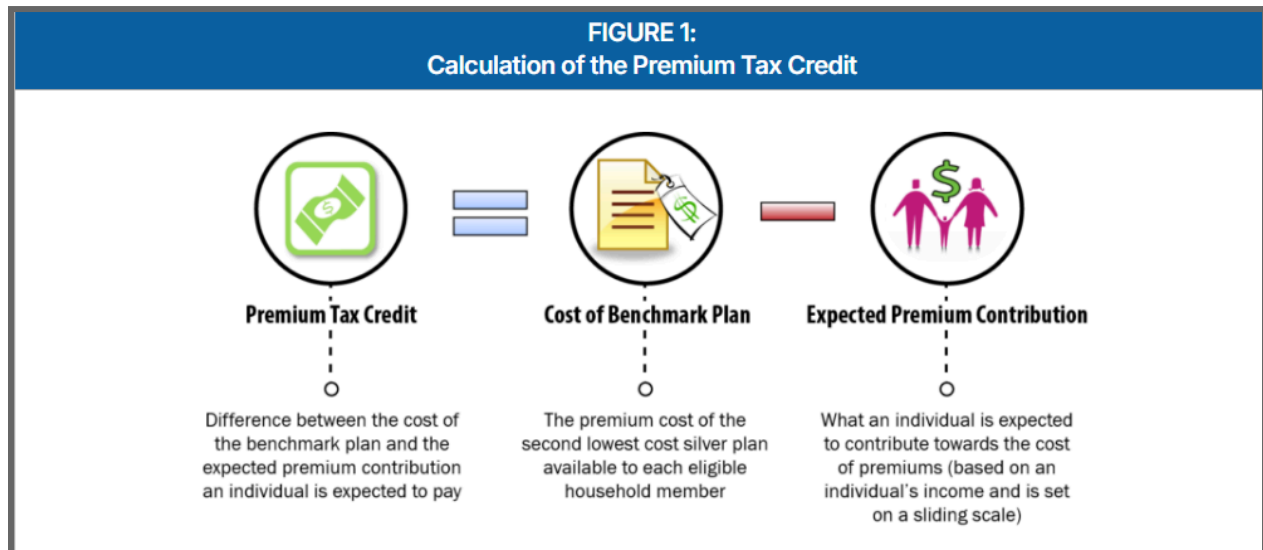 FIGURE 1:
Calculation of the Premium Tax Credit
Premium Tax Credit
Difference between the cost of
the benchmark plan and the
expected premium contribution
an individual is expected to pay
Cost of Benchmark Plan
The premium cost of the
second lowest cost silver plan
available to each eligible
household member
Expected Premium Contribution
What an individual is expected
to contribute towards the cost
of premiums (based on an
individual's income and is set
on a sliding scale)